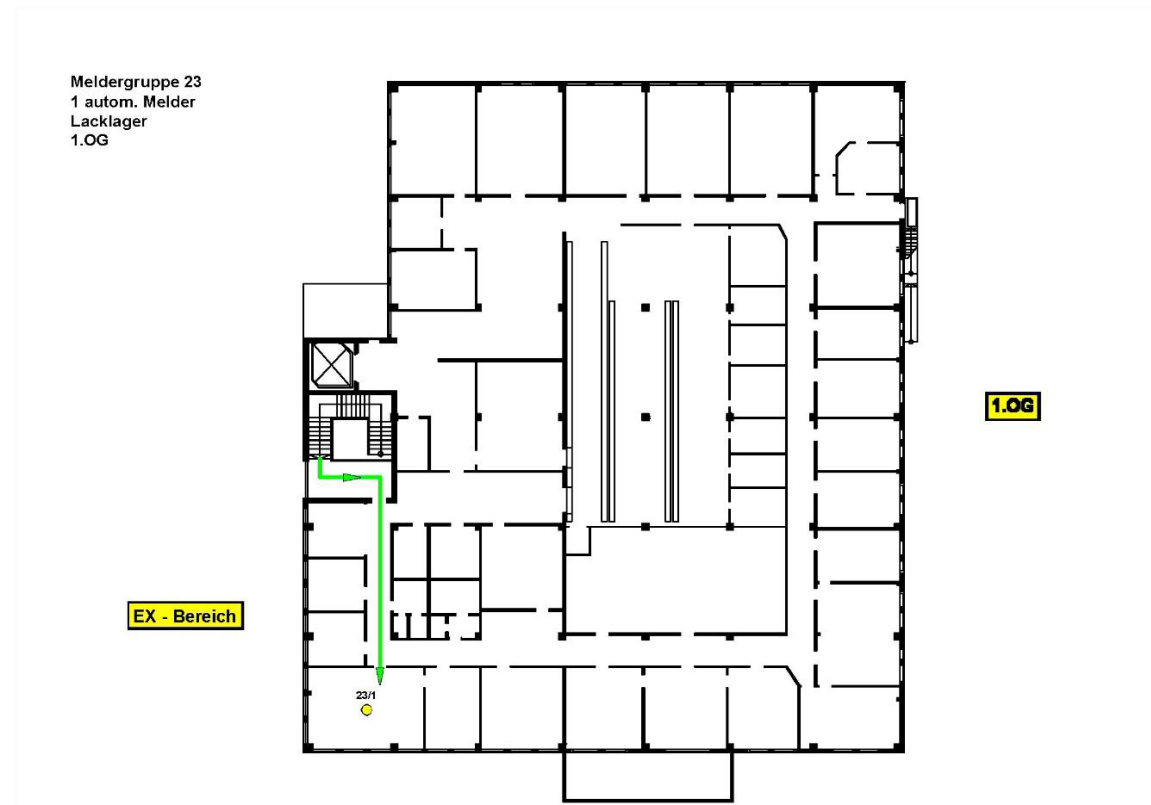 Meldergruppe 23
1 autom. Melder
Lacklager
1.OG
1.OG
EX - Bereich
23/1